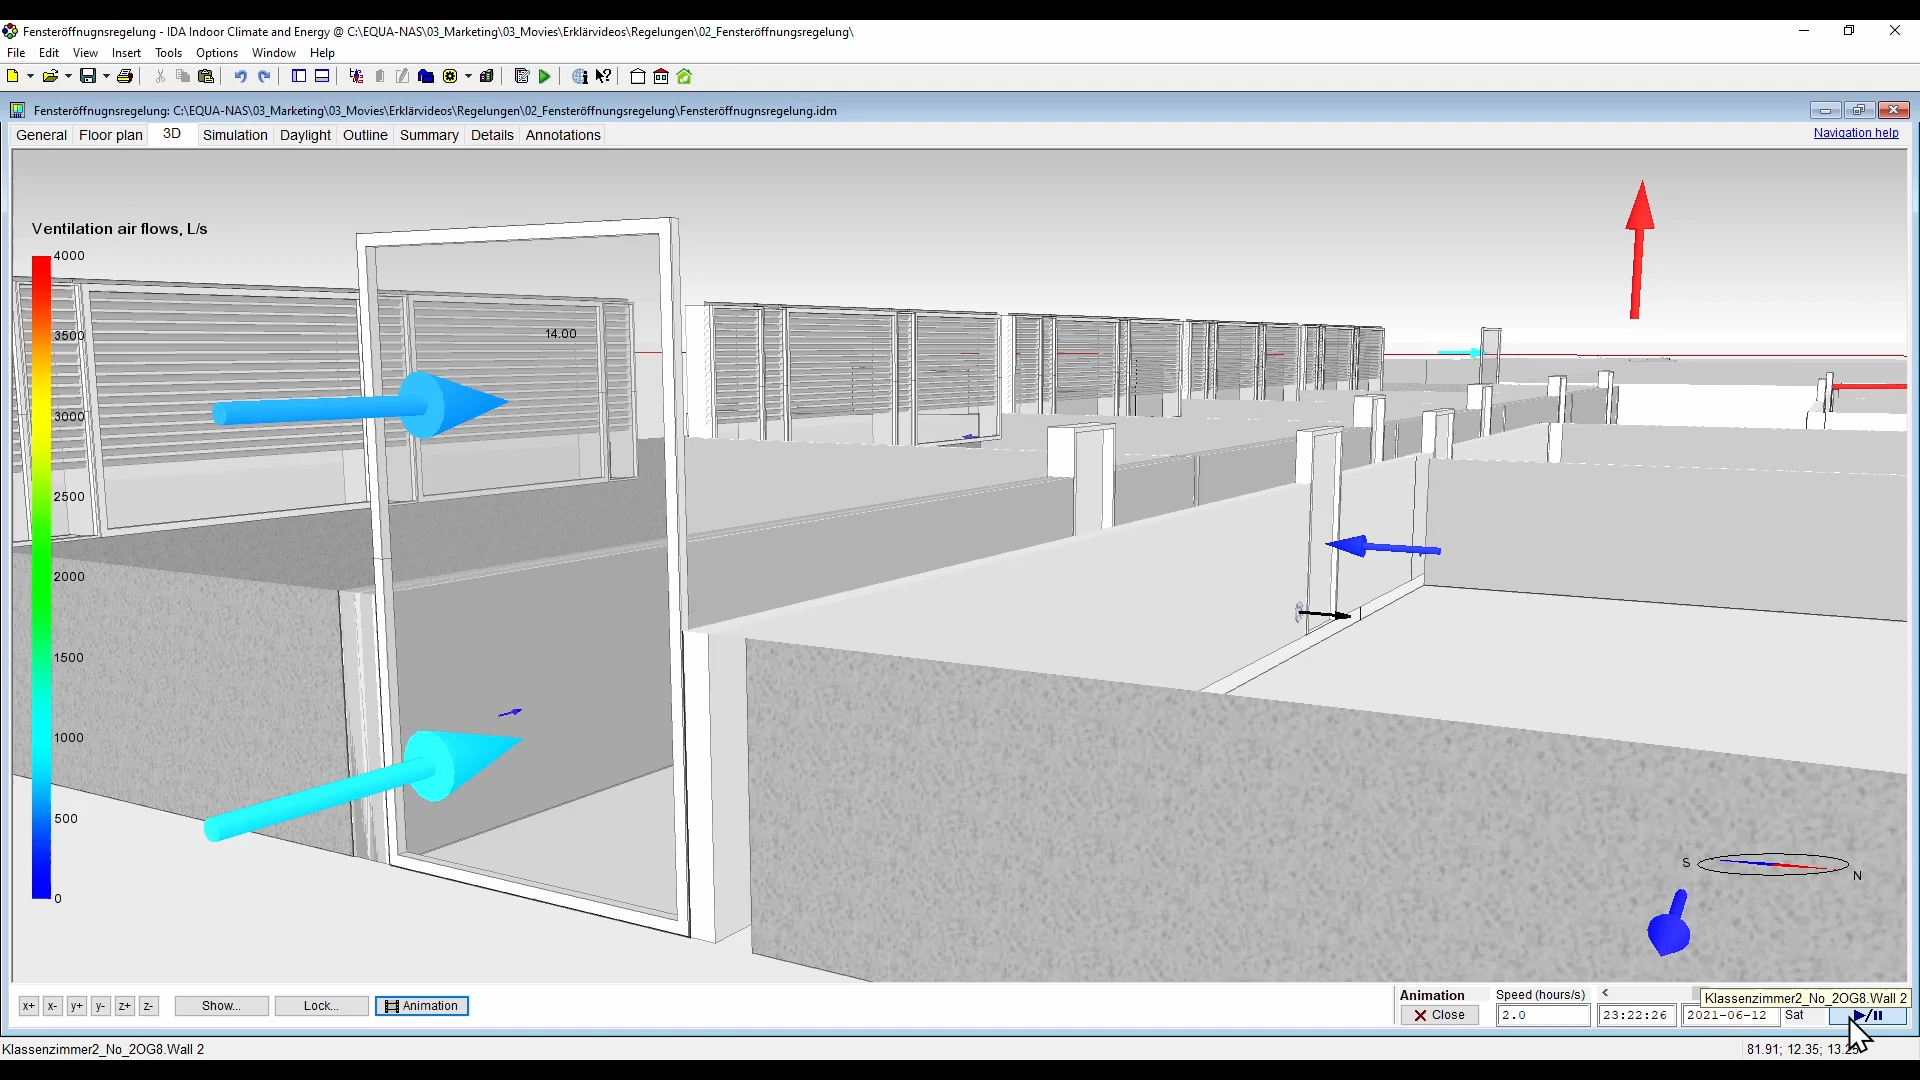 Fensteröffnugnsregelung - IDA Indoor Climate and Energy @ C:\EQUA-NAS\03_Marketing\03_Movies\Erklärvideos\Regelungen\02_Fensteröffnungsregelung\
File Edit View Insert Tools Options Window Help
Fensteröffnugnsregelung: C:\EQUA-NAS\03_Marketing\03_Movies\Erklärvideos\Regelungen\02_Fensteröffnungsregelung\Fensteröffnugnsregelung.idm
General Floor plan 3D Simulation Daylight Outline Summary Details Annotations Navigation help
Ventilation air flows, L/s
4000
3500
3000
2500
2000
1500
1000
500
0
14.00
S
N
x+ x- y+ y- z+ z- Show... Lock... Animation
Animation Speed (hours/s) <
Klassenzimmer2_No_2OG8.Wall 2
Close 2.0 23:22:26 2021-06-12 Sat
Klassenzimmer2_No_2OG8.Wall 2 81.91; 12.35;